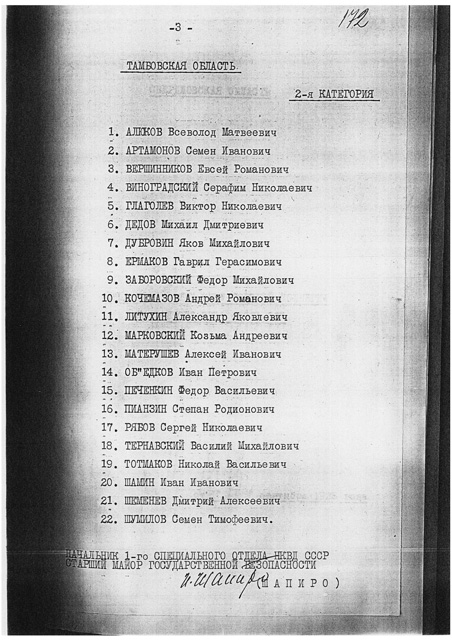 -3 -
172
ТАМБОВСКАЯ ОБЛАСТЬ
2-я КАТЕГОРИЯ
1. АЛЕКОВ Всеволод Матвеевич
2. АРТАМОНОВ Семен Иванович
3. ВЕРШИННИКОВ Евсей Романович
4. ВИНОГРАДСКИЙ Серафим Николаевич
5. ГЛАГОЛЕВ Виктор Николаевич
6. ДЕДОВ Михаил Дмитриевич
7. ДУБРОВИН Яков Михайлович
8. ЕРМАКОВ Гаврил Герасимович
9. ЗАБОРОВСКИЙ Федор Михайлович
10. КОЧЕМАЗОВ Андрей Романович
11. ЛИТУХИН Александр Яковлевич
12. МАРКОВСКИЙ Козьма Андреевич
13. МАТЕРУШЕВ Алексей Иванович
14. ОБ"ЕДКОВ Иван Петрович
15. ПЕЧЕНКИН Федор Васильевич
16. ПИАНЗИН Степан Родионович
17. РЯБОВ Сергей Николаевич
18. ТЕРНАВСКИЙ Василий Михайлович
19. ТОТМАКОВ Николай Васильевич
20. ШАМИН Иван Иванович
21. ШЕМЕНЕВ Дмитрий Алексеевич
22. ШУМИЛОВ Семен Тимофеевич.
НАЧАЛЬНИК 1-го СПЕЦИАЛЬНОГО ОТДЕЛА НКВД СССР
СТАРШИЙ МАЙОР ГОСУДАРСТВЕННОЙ БЕЗОПАСНОСТИ
И. Шапиро
(ШАПИРО)